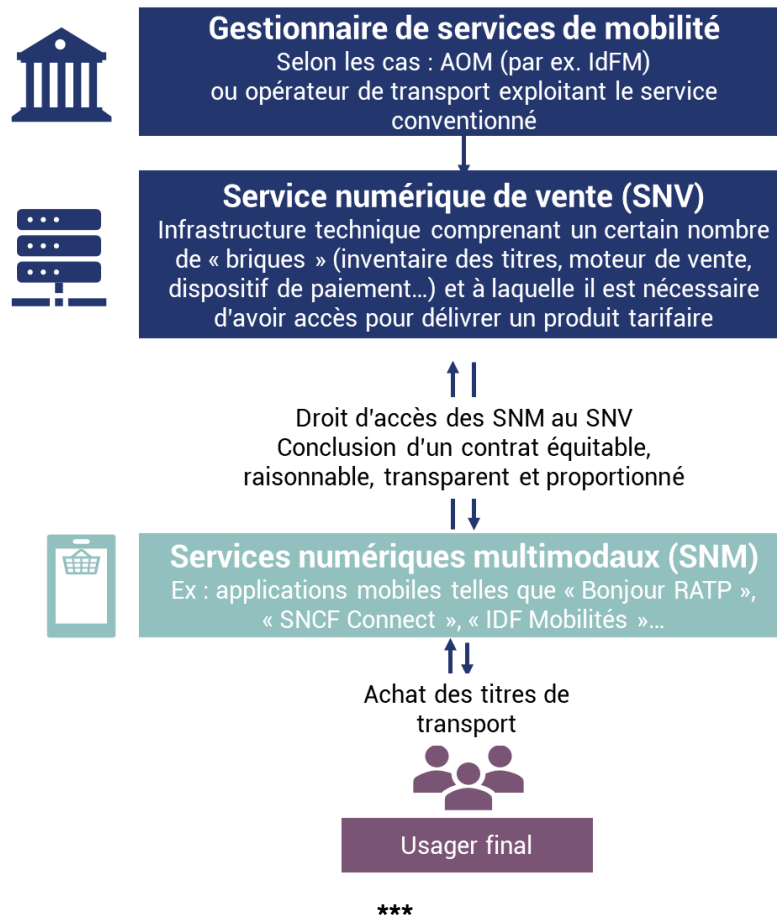 Gestionnaire de services de mobilité
Selon les cas : AOM (par ex. IdFM)
ou opérateur de transport exploitant le service
conventionné
Service numérique de vente (SNV)
Infrastructure technique comprenant un certain nombre
de « briques » (inventaire des titres, moteur de vente,
dispositif de paiement…) et à laquelle il est nécessaire
d'avoir accès pour délivrer un produit tarifaire
Droit d'accès des SNM au SNV
Conclusion d'un contrat équitable,
raisonnable, transparent et proportionné
Services numériques multimodaux (SNM)
Ex : applications mobiles telles que « Bonjour RATP »,
« SNCF Connect », « IDF Mobilités »…
Achat des titres de
transport
Usager final
***